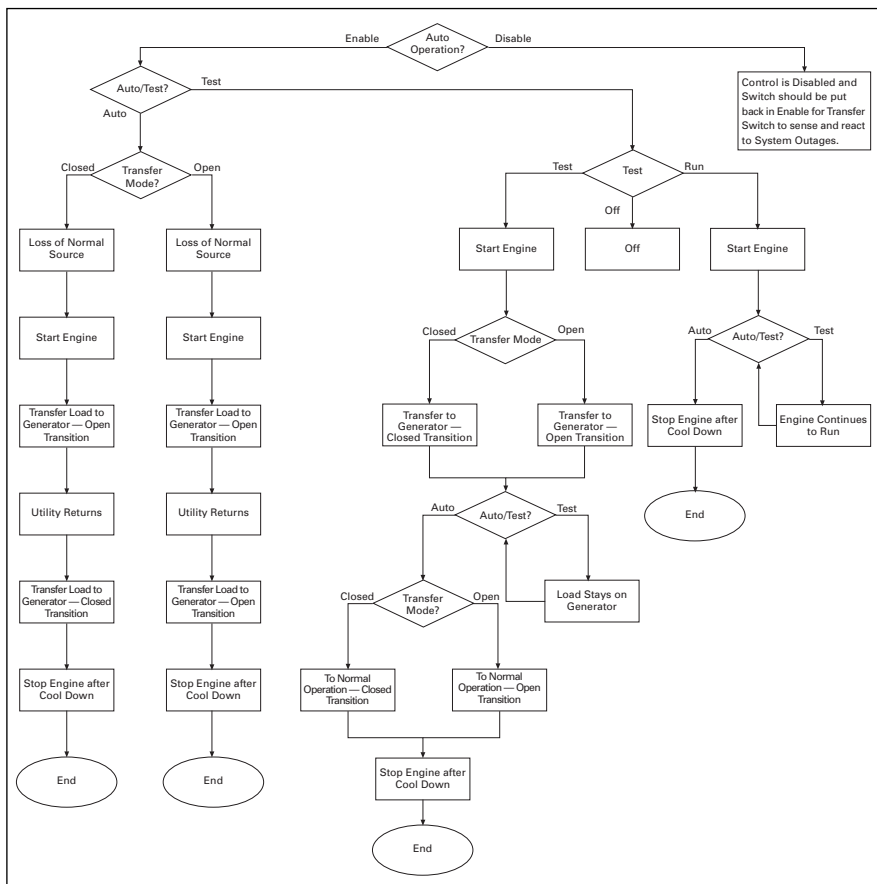 Auto
Operation?
Enable
Disable
Auto/Test?
Test
Auto
Control is Disabled and
Switch should be put
back in Enable for Transfer
Switch to sense and react
to System Outages.
Closed
Transfer
Mode?
Open
Test
Test
Run
Off
Loss of Normal
Source
Loss of Normal
Source
Start Engine
Off
Start Engine
Start Engine
Start Engine
Closed
Transfer Mode
Open
Auto
Auto/Test?
Test
Transfer Load to
Generator — Open
Transition
Transfer Load to
Generator — Open
Transition
Transfer to
Generator —
Closed Transition
Transfer to
Generator —
Open Transition
Stop Engine after
Cool Down
Engine Continues
to Run
Utility Returns
Utility Returns
Auto
Auto/Test?
Test
End
Transfer Load to
Generator — Closed
Transition
Transfer Load to
Generator — Open
Transition
Closed
Transfer
Mode?
Open
Load Stays on
Generator
Stop Engine after
Cool Down
Stop Engine after
Cool Down
To Normal
Operation — Closed
Transition
To Normal
Operation — Open
Transition
End
End
Stop Engine after
Cool Down
End